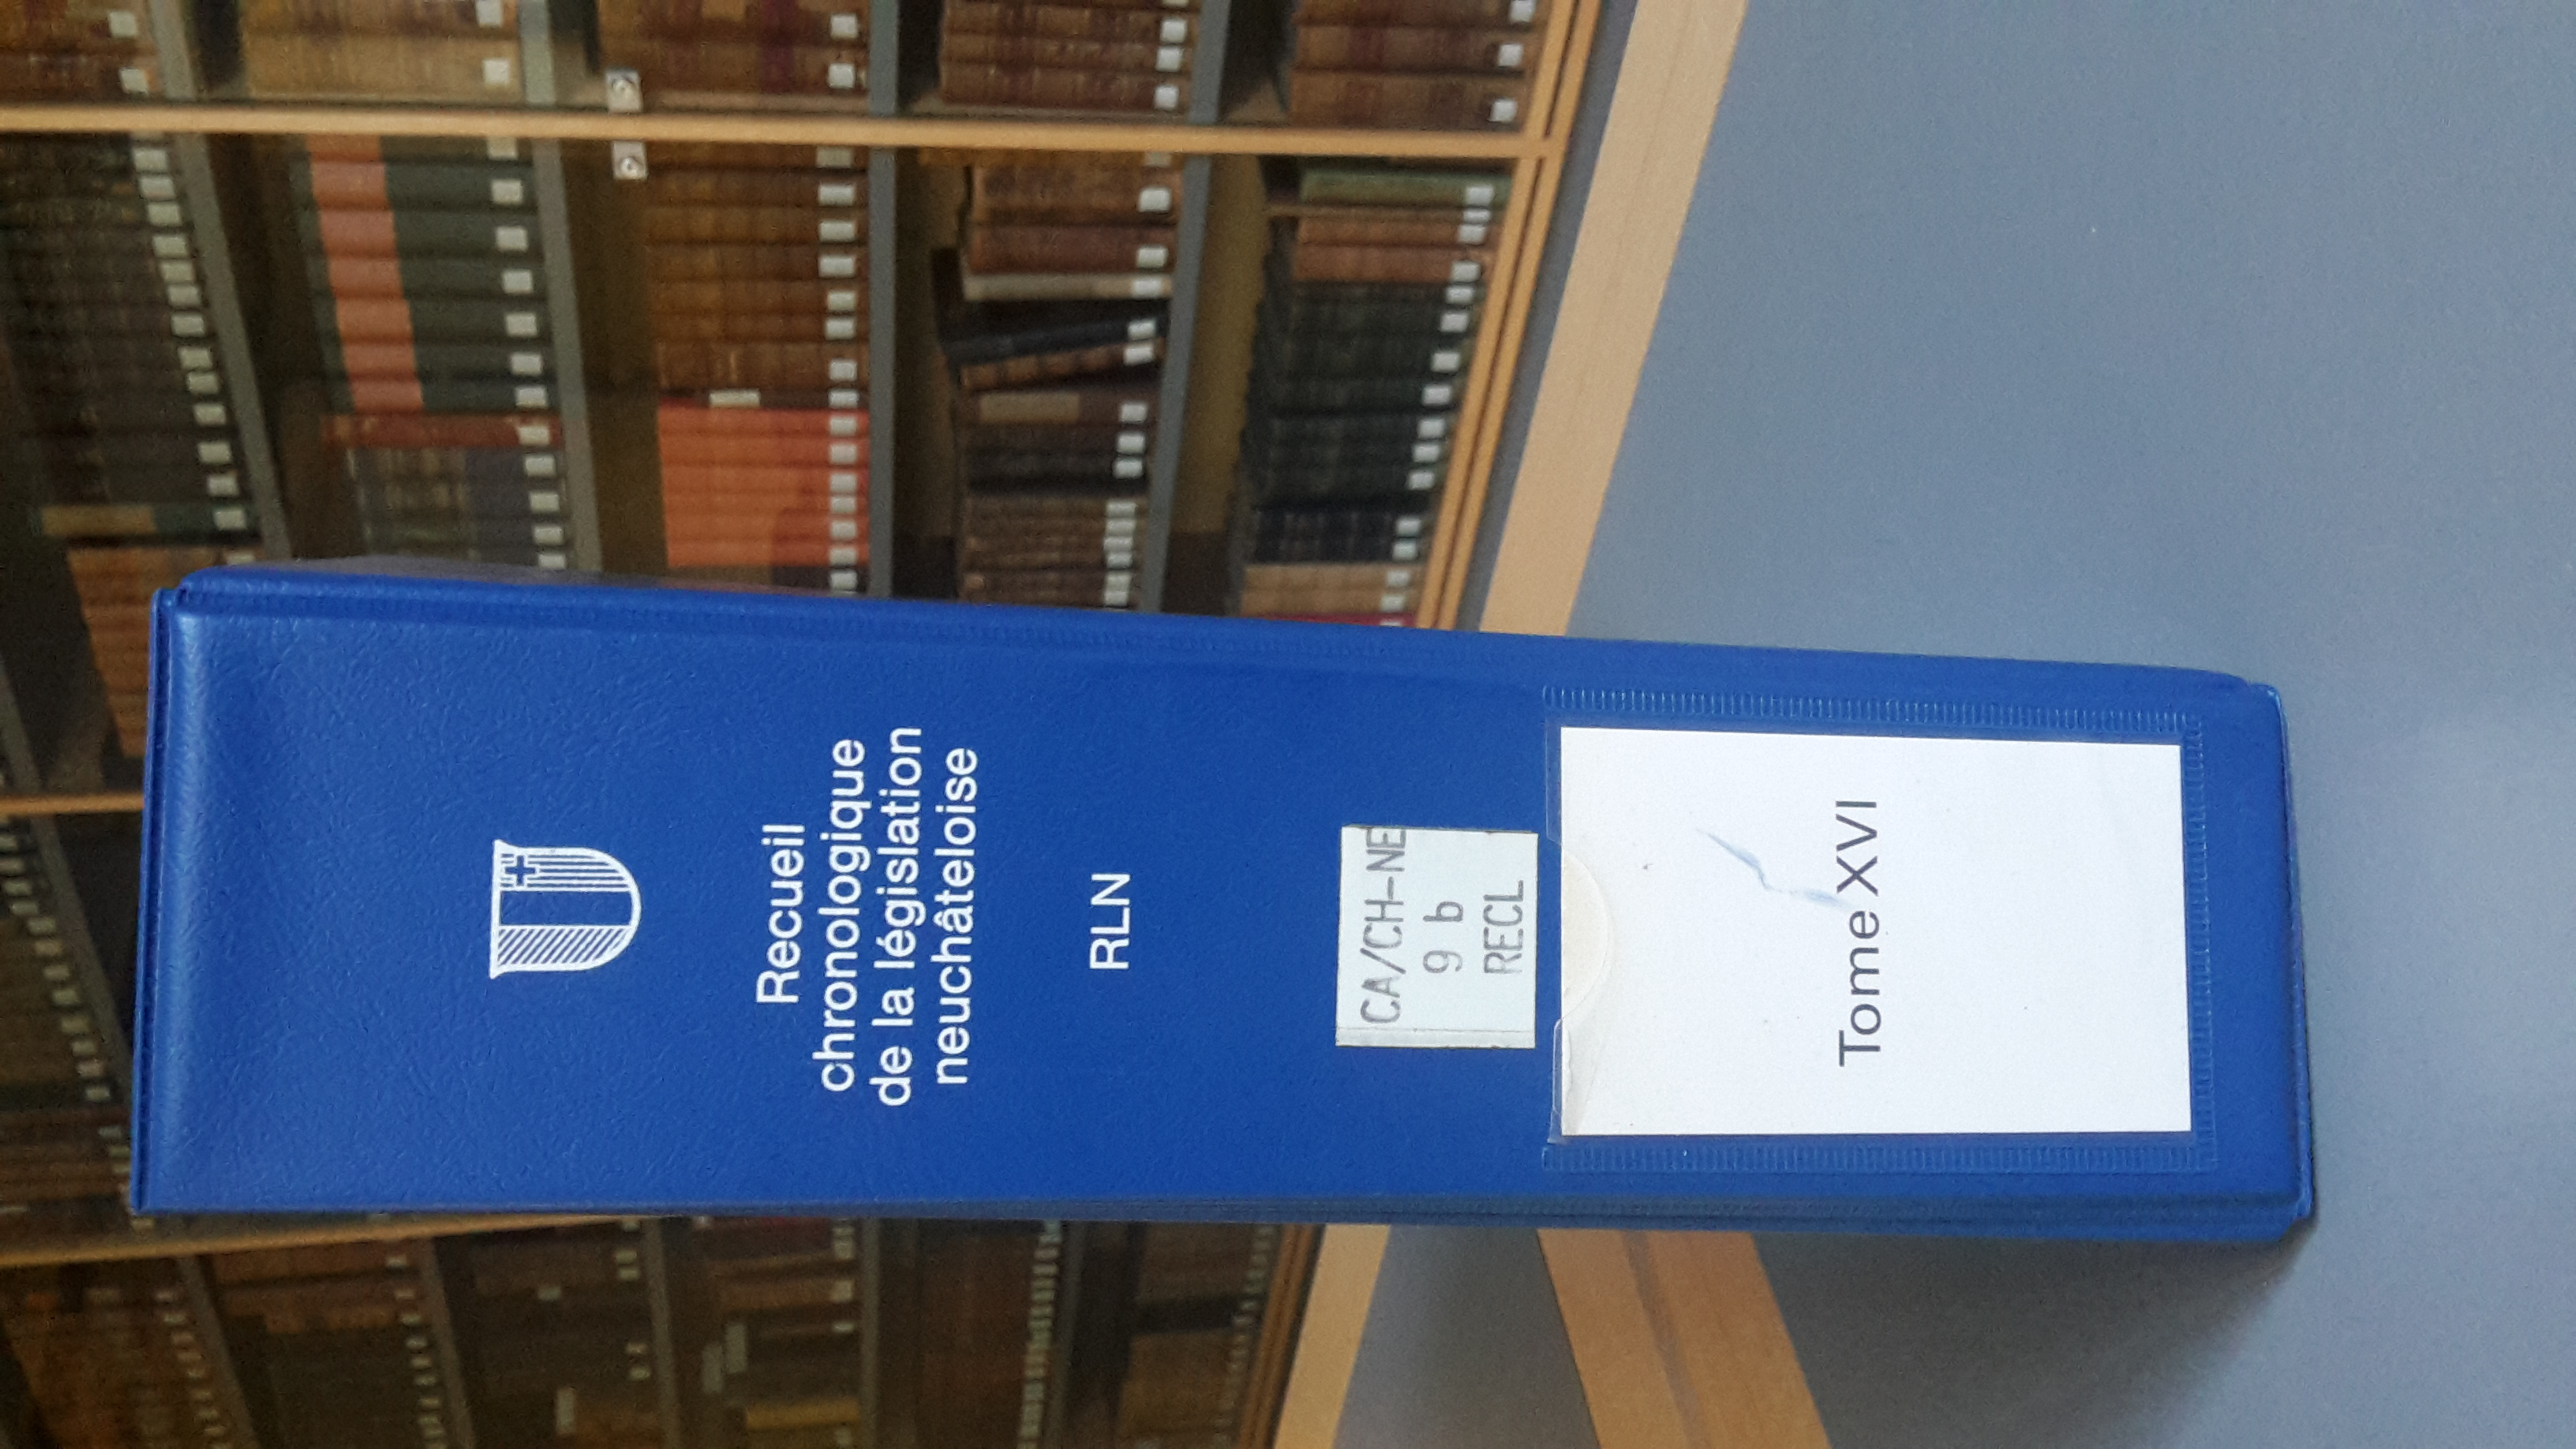 Recueil
chronologique
de la législation
neuchâteloise
RLN
CA/CH-NE
9 b
RECL
Tome XVI